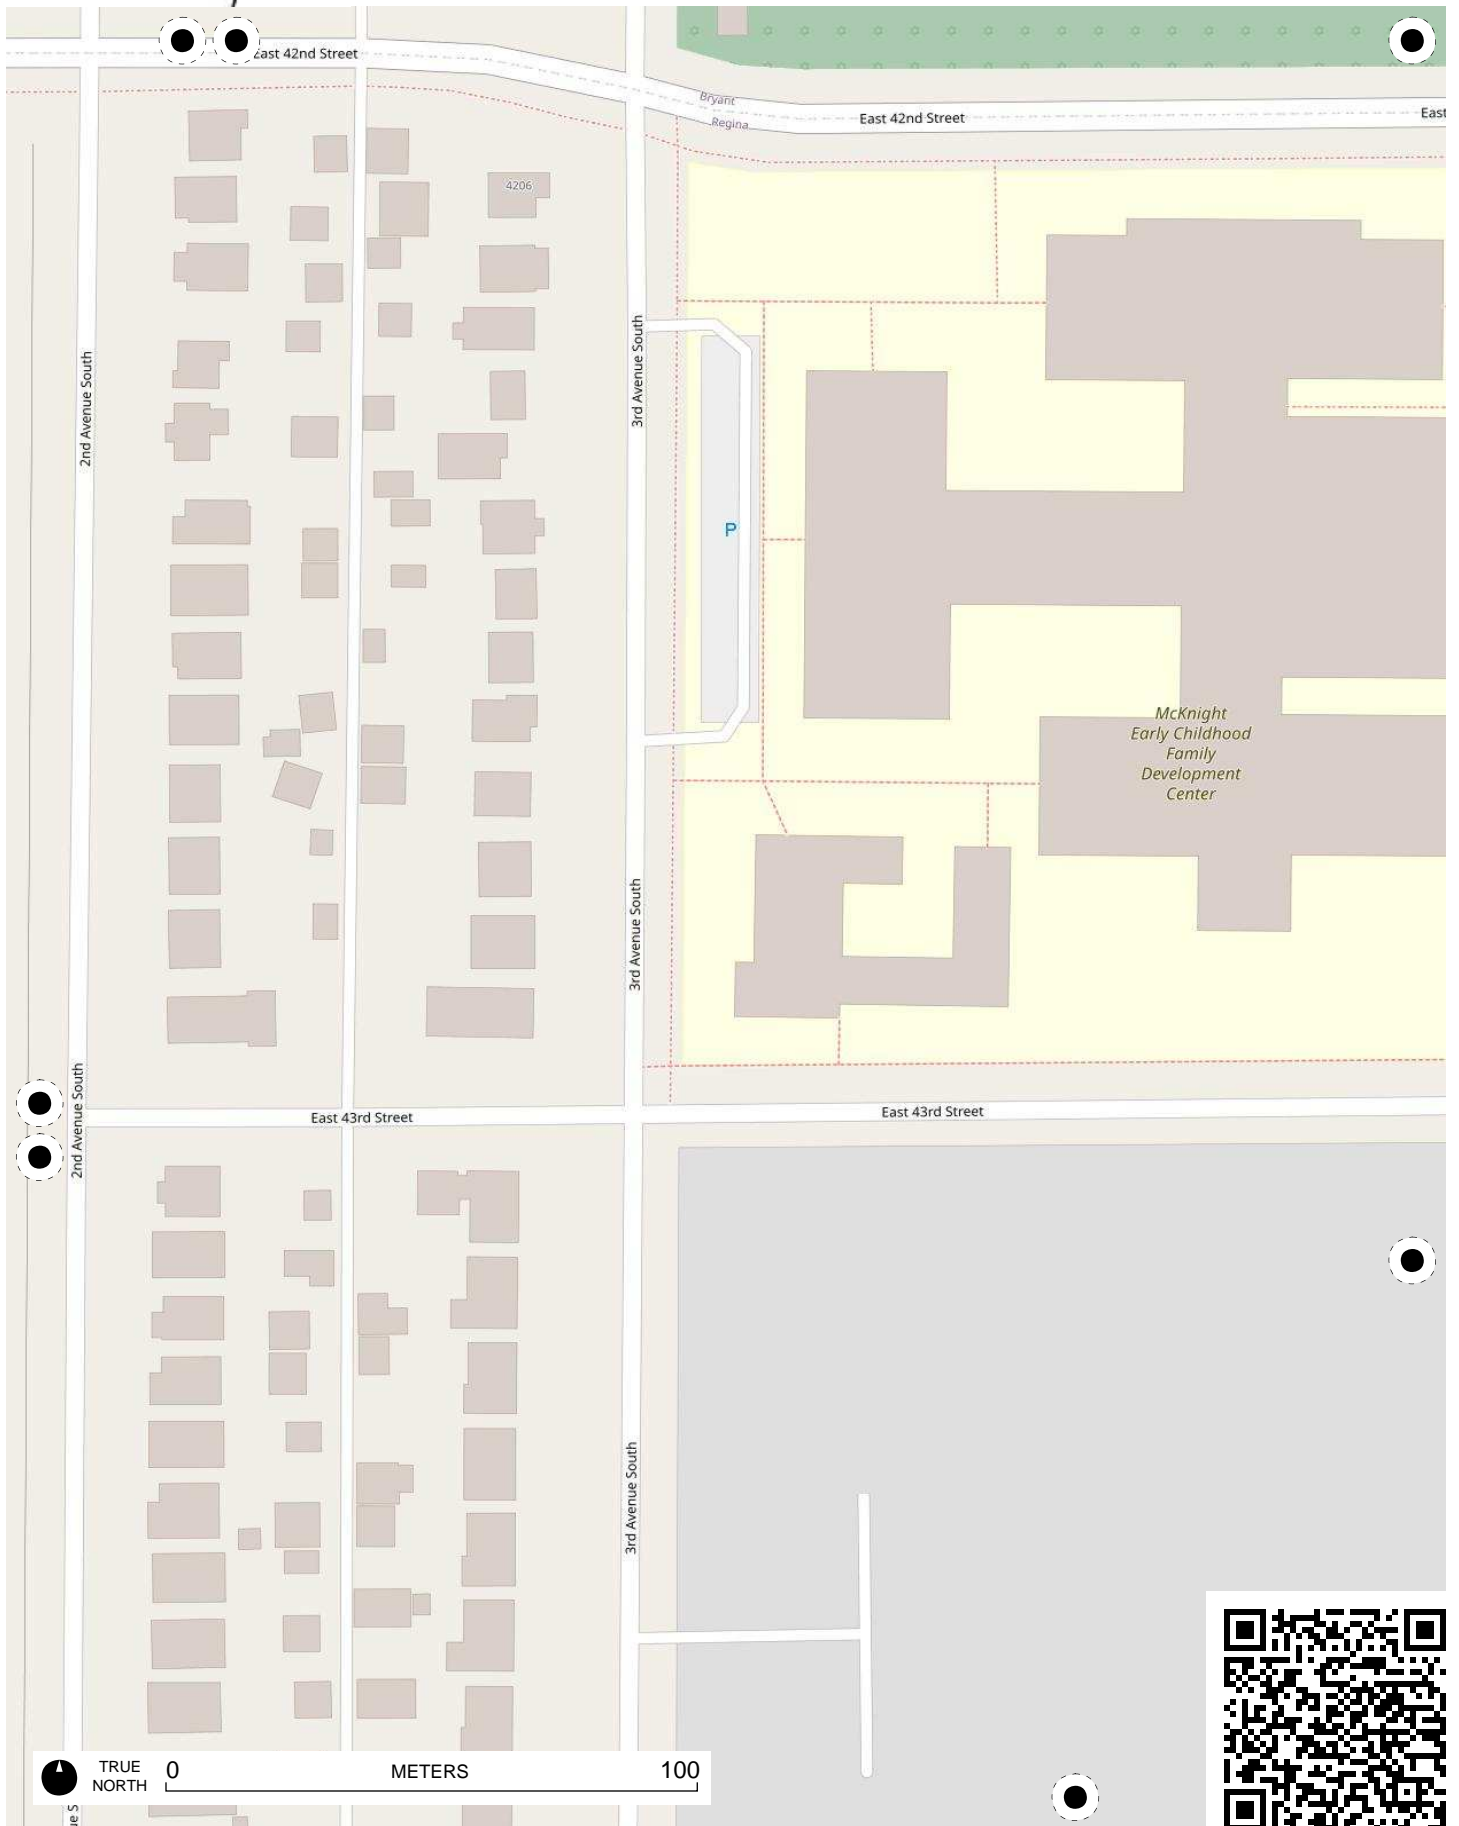 East 42nd Street
Bryant
Regina
East 42nd Street
East
4206
2nd Avenue South
3rd Avenue South
P
McKnight
Early Childhood
Family
Development
Center
3rd Avenue South
2nd Avenue South
East 43rd Street
East 43rd Street
3rd Avenue South
TRUE
NORTH
0
METERS
100
ue S